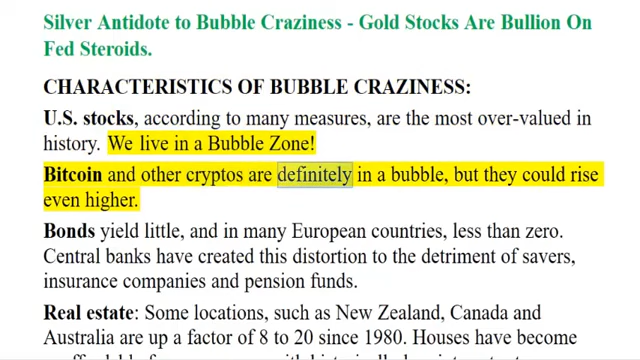 Silver Antidote to Bubble Craziness - Gold Stocks Are Bullion On
Fed Steroids.
CHARACTERISTICS OF BUBBLE CRAZINESS:
U.S. stocks, according to many measures, are the most over-valued in
history. We live in a Bubble Zone!
Bitcoin and other cryptos are definitely in a bubble, but they could rise
even higher.
Bonds yield little, and in many European countries, less than zero.
Central banks have created this distortion to the detriment of savers,
insurance companies and pension funds.
Real estate: Some locations, such as New Zealand, Canada and
Australia are up a factor of 8 to 20 since 1980. Houses have become